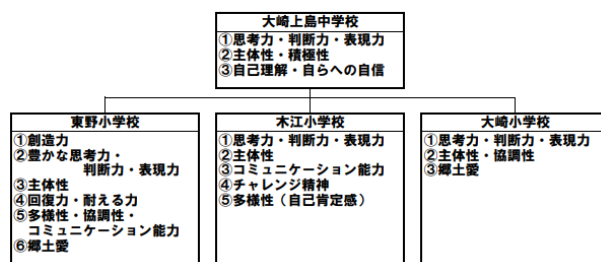 大崎上島中学校
①思考力・判断力・表現力
②主体性・積極性
③自己理解・自らへの自信
東野小学校
①創造力
②豊かな思考力・
判断力・表現力
③主体性
④回復力・耐える力
⑤多様性・協調性・
コミュニケーション能力
⑥郷土愛
木江小学校
①思考力・判断力・表現力
②主体性
③コミュニケーション能力
④チャレンジ精神
⑤多様性（自己肯定感）
大崎小学校
①思考力・判断力・表現力
②主体性・協調性
③郷土愛